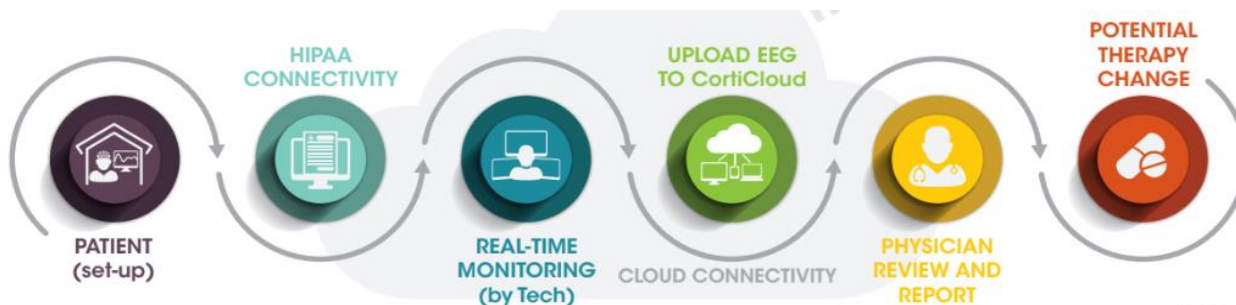 PATIENT
(set-up)
HIPAA
CONNECTIVITY
REAL-TIME
MONITORING
(by Tech)
UPLOAD EEG
TO CortiCloud
CLOUD CONNECTIVITY
PHYSICIAN
REVIEW AND
REPORT
POTENTIAL
THERAPY
CHANGE